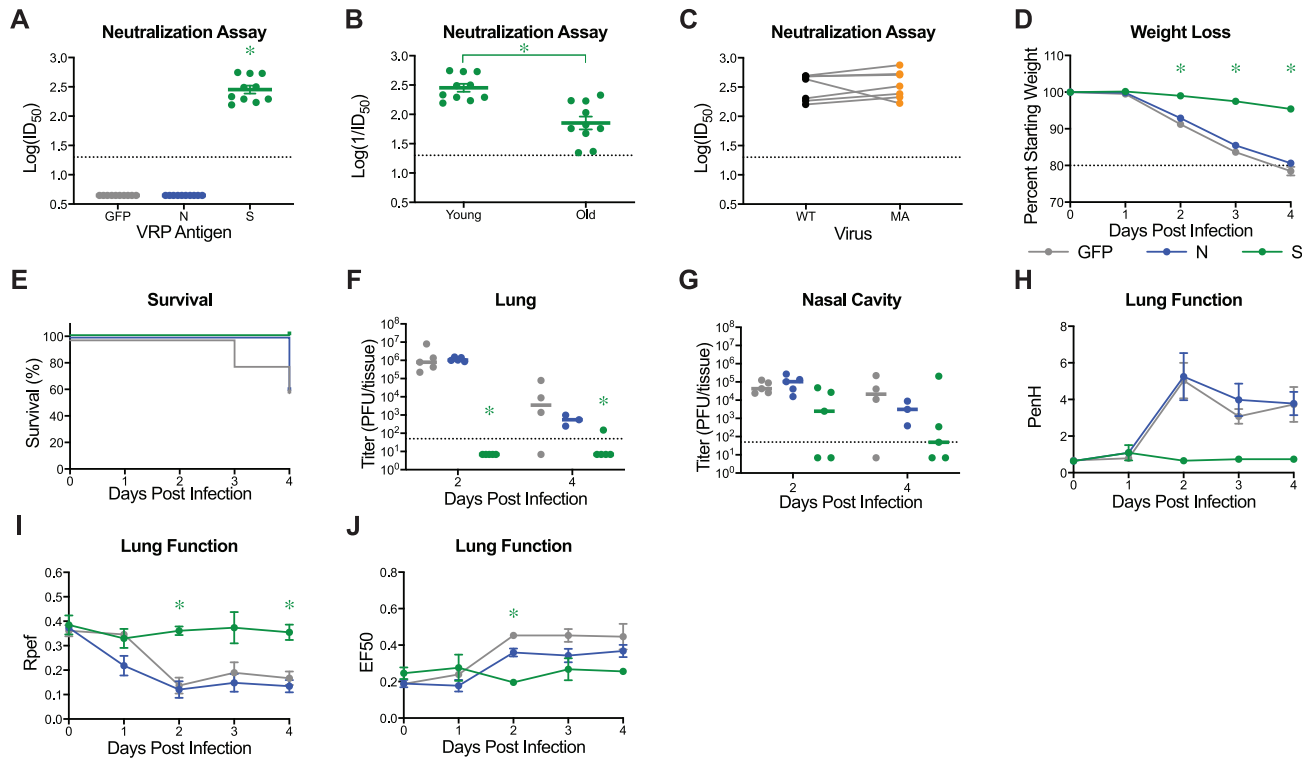 A
Neutralization Assay
Log(ID50)
3.0
2.5
2.0
1.5
1.0
0.5
*
GFP
N
S
VRP Antigen
B
Neutralization Assay
Log(1/ID50)
3.0
2.5
2.0
1.5
1.0
0.5
*
Young
Old
C
Neutralization Assay
Log(ID50)
3.0
2.5
2.0
1.5
1.0
0.5
WT
MA
Virus
D
Weight Loss
Percent Starting Weight
110
100
90
80
70
* * *
0 1 2 3 4
Days Post Infection
GFP N S
E
Survival
Survival (%)
100
80
60
40
20
0
0 1 2 3 4
Days Post Infection
F
Lung
Titer (PFU/tissue)
10^8
10^7
10^6
10^5
10^4
10^3
10^2
10^1
10^0
* *
2 4
Days Post Infection
G
Nasal Cavity
Titer (PFU/tissue)
10^8
10^7
10^6
10^5
10^4
10^3
10^2
10^1
10^0
2 4
Days Post Infection
H
Lung Function
PenH
8
6
4
2
0
0 1 2 3 4
Days Post Infection
I
Lung Function
Rpef
0.6
0.5
0.4
0.3
0.2
0.1
0.0
* *
0 1 2 3 4
Days Post Infection
J
Lung Function
EF50
0.8
0.6
0.4
0.2
0.0
*
0 1 2 3 4
Days Post Infection